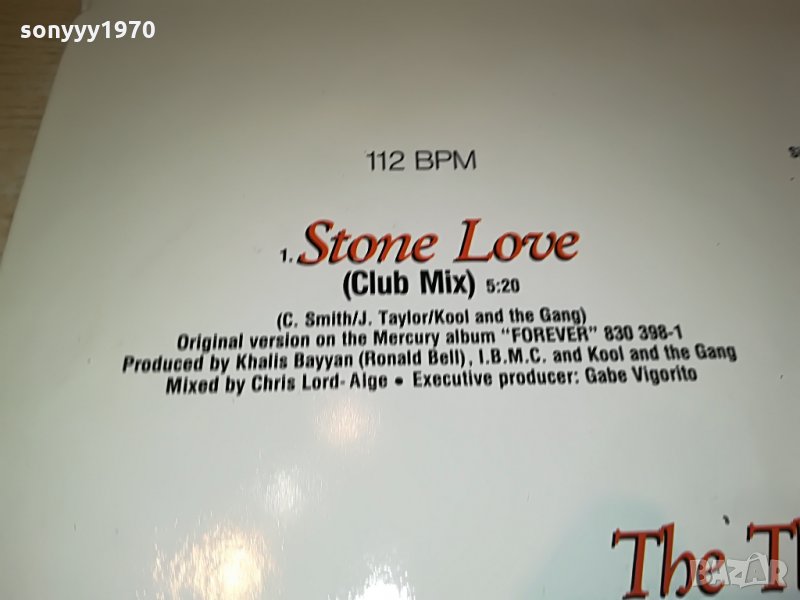 sonyyy1970
112 BPM
1. Stone Love
(Club Mix) 5:20
(C. Smith/J. Taylor/Kool and the Gang)
Original version on the Mercury album "FOREVER" 830 398-1
Produced by Khalis Bayyan (Ronald Bell), I.B.M.C. and Kool and the Gang
Mixed by Chris Lord-Alge • Executive producer: Gabe Vigorito
The
BAZAR